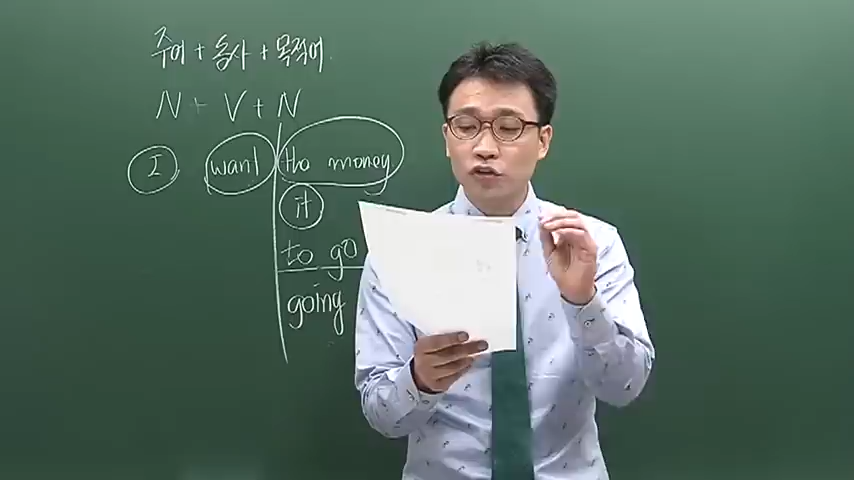 주어 + 동사 + 목적어
N + V + N
I want the money
it
to go
going